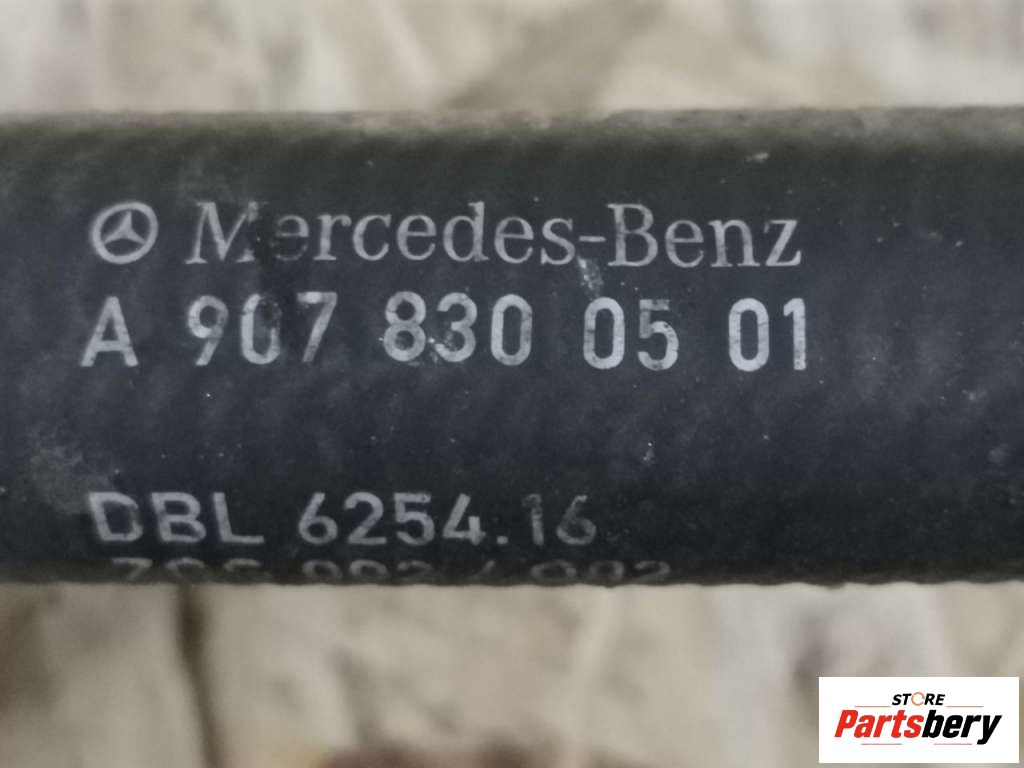 Mercedes-Benz
A 907 830 05 01
DBL 6254.16
STORE
Partsbery